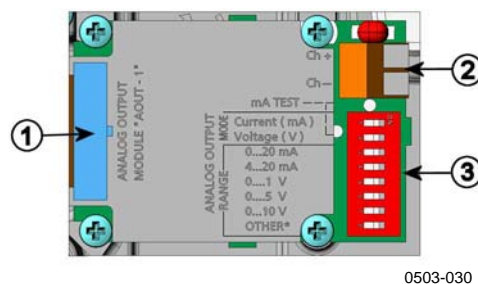 Ch +
Ch -
mA TEST
ANALOG OUTPUT
MODULE "AOUT - 1"
ANALOG OUTPUT
MODE
RANGE
Current ( mA )
Voltage ( V )
0...20 mA
4...20 mA
0....1 V
0...5 V
0...10 V
OTHER*
1
2
3
0503-030